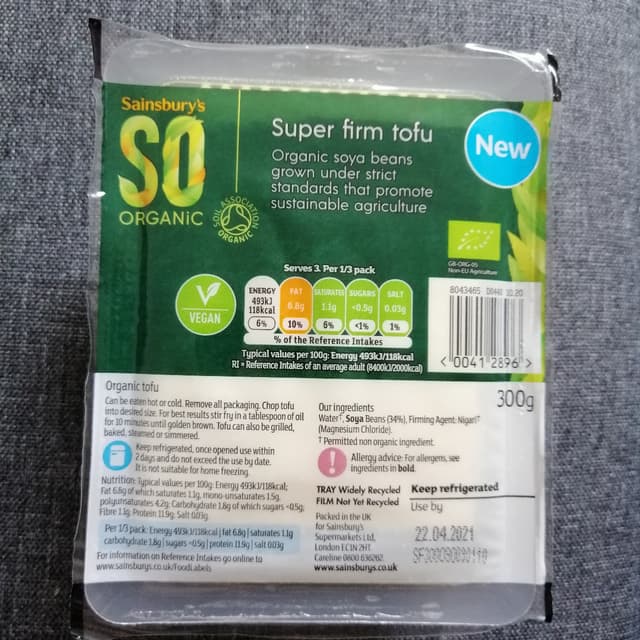 Sainsbury's
SO
ORGANiC
SOIL ASSOCIATION
ORGANIC
Super firm tofu
Organic soya beans
grown under strict
standards that promote
sustainable agriculture
New
GB-ORG-05
Non-EU Agriculture
VEGAN
Serves 3. Per 1/3 pack
ENERGY
493kJ
118kcal
6%
FAT
6.8g
10%
SATURATES
1.1g
6%
SUGARS
<0.5g
<1%
SALT
0.03g
1%
% of the Reference Intakes
Typical values per 100g: Energy 493kJ/118kcal
RI = Reference Intakes of an average adult (8400kJ/2000kcal)
8043465 10.20
<0041 2896>
300g
Organic tofu
Can be eaten hot or cold. Remove all packaging. Chop tofu
into desired size. For best results stir fry in a tablespoon of oil
for 10 minutes until golden brown. Tofu can also be grilled,
baked, steamed or simmered.
Keep refrigerated, once opened use within
2 days and do not exceed the use by date.
It is not suitable for home freezing.
Nutrition: Typical values per 100g: Energy 493kJ/118kcal;
Fat 6.8g of which saturates 1.1g, mono-unsaturates 1.5g,
polyunsaturates 4.2g; Carbohydrate 1.8g of which sugars <0.5g;
Fibre 1.1g; Protein 11.9g; Salt 0.03g
Per 1/3 pack: Energy 493kJ/118kcal | fat 6.8g | saturates 1.1g
carbohydrate 1.8g | sugars <0.5g | protein 11.9g | salt 0.03g
For information on Reference Intakes go online to
www.sainsburys.co.uk/FoodLabels
Our ingredients
Water†, Soya Beans (34%), Firming Agent: Nigari†
(Magnesium Chloride).
† Permitted non organic ingredient.
Allergy advice: For allergens, see
ingredients in bold.
TRAY Widely Recycled
FILM Not Yet Recycled
Packed in the UK
for Sainsbury's
Supermarkets Ltd,
London EC1N 2HT
Careline 0800 636262
www.sainsburys.co.uk
Keep refrigerated
Use by
22.04.2021